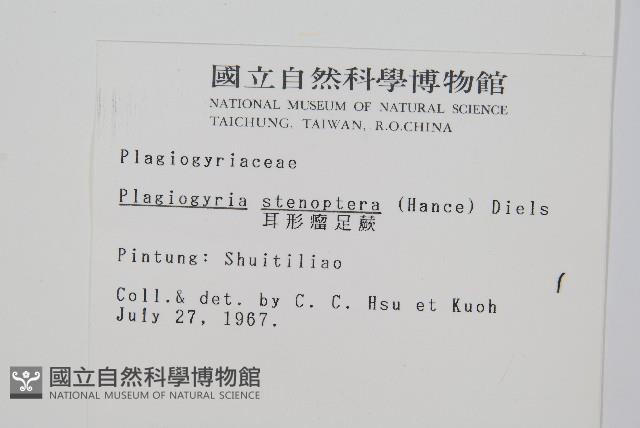 國立自然科學博物館
NATIONAL MUSEUM OF NATURAL SCIENCE
TAICHUNG, TAIWAN, R.O.CHINA
Plagiogyriaceae
Plagiogyria stenoptera (Hance) Diels
耳形瘤足蕨
Pintung: Shuitiliao
Coll.& det. by C. C. Hsu et Kuoh
July 27, 1967.
國立自然科學博物館
NATIONAL MUSEUM OF NATURAL SCIENCE